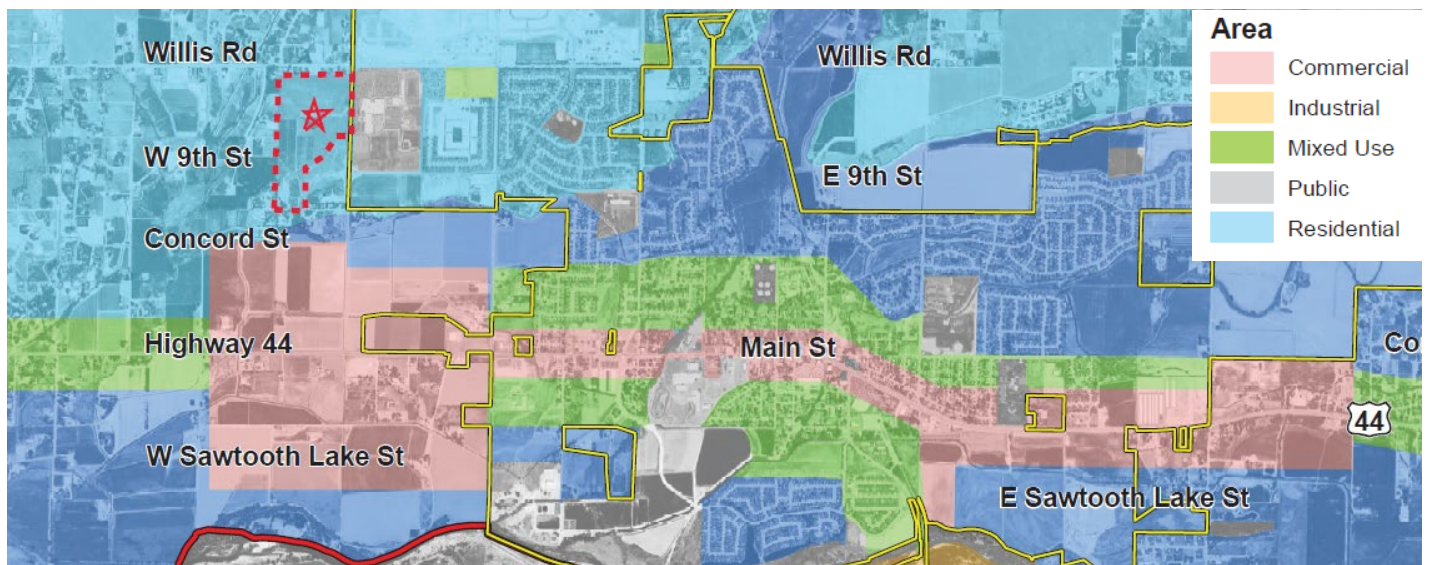 Willis Rd
Willis Rd
Area
Commercial
Industrial
Mixed Use
Public
Residential
W 9th St
E 9th St
Concord St
Highway 44
Main St
Co
44
W Sawtooth Lake St
E Sawtooth Lake St